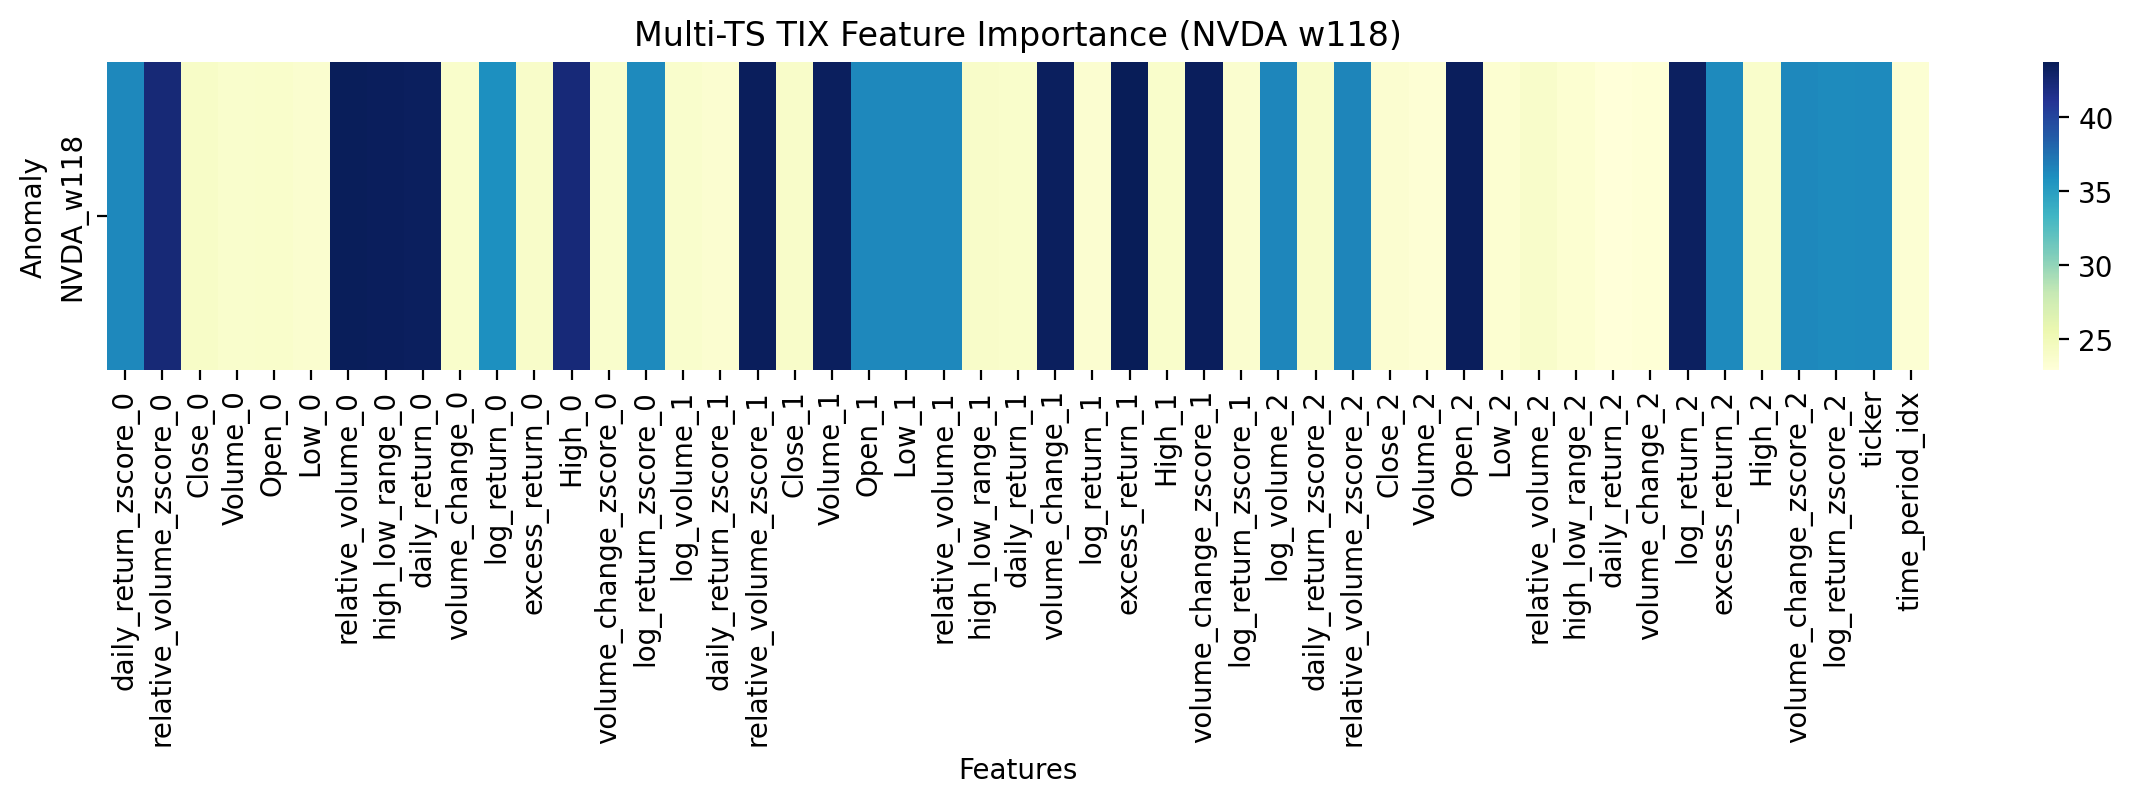 Multi-TS TIX Feature Importance (NVDA w118)
Anomaly
NVDA_w118
40
35
30
25
daily_return_zscore_0
relative_volume_zscore_0
Close_0
Volume_0
Open_0
Low_0
relative_volume_0
high_low_range_0
daily_return_0
volume_change_0
log_return_0
excess_return_0
High_0
volume_change_zscore_0
log_return_zscore_0
log_volume_1
daily_return_zscore_1
relative_volume_zscore_1
Close_1
Volume_1
Open_1
Low_1
relative_volume_1
high_low_range_1
daily_return_1
volume_change_1
log_return_1
excess_return_1
High_1
volume_change_zscore_1
log_return_zscore_1
log_volume_2
daily_return_zscore_2
relative_volume_zscore_2
Close_2
Volume_2
Open_2
Low_2
relative_volume_2
high_low_range_2
daily_return_2
volume_change_2
log_return_2
excess_return_2
High_2
volume_change_zscore_2
log_return_zscore_2
ticker
time_period_idx
Features